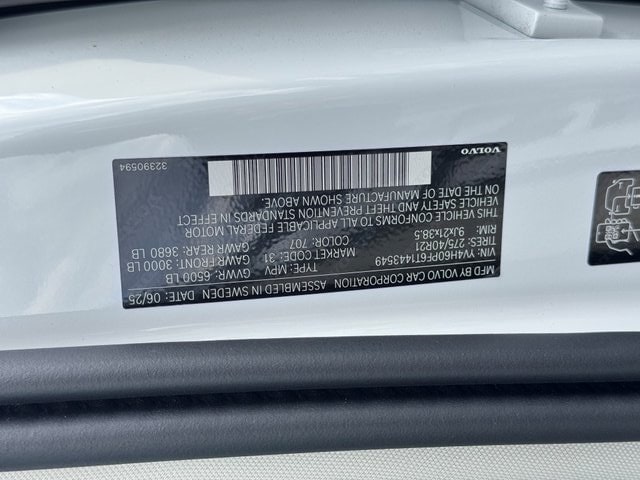 MFD BY VOLVO CAR CORPORATION ASSEMBLED IN SWEDEN DATE: 06/25
VIN: YV4H60PF6T1443549 TYPE: MPV GVWR: 6500 LB
TIRES: 275/40R21 MARKET CODE: 31 GAWR FRONT: 3000 LB
RIM: 9Jx21x38.5 COLOR: 707 GAWR REAR: 3680 LB
THIS VEHICLE CONFORMS TO ALL APPLICABLE FEDERAL MOTOR
VEHICLE SAFETY AND THEFT PREVENTION STANDARDS IN EFFECT
ON THE DATE OF MANUFACTURE SHOWN ABOVE.
VOLVO 32390594